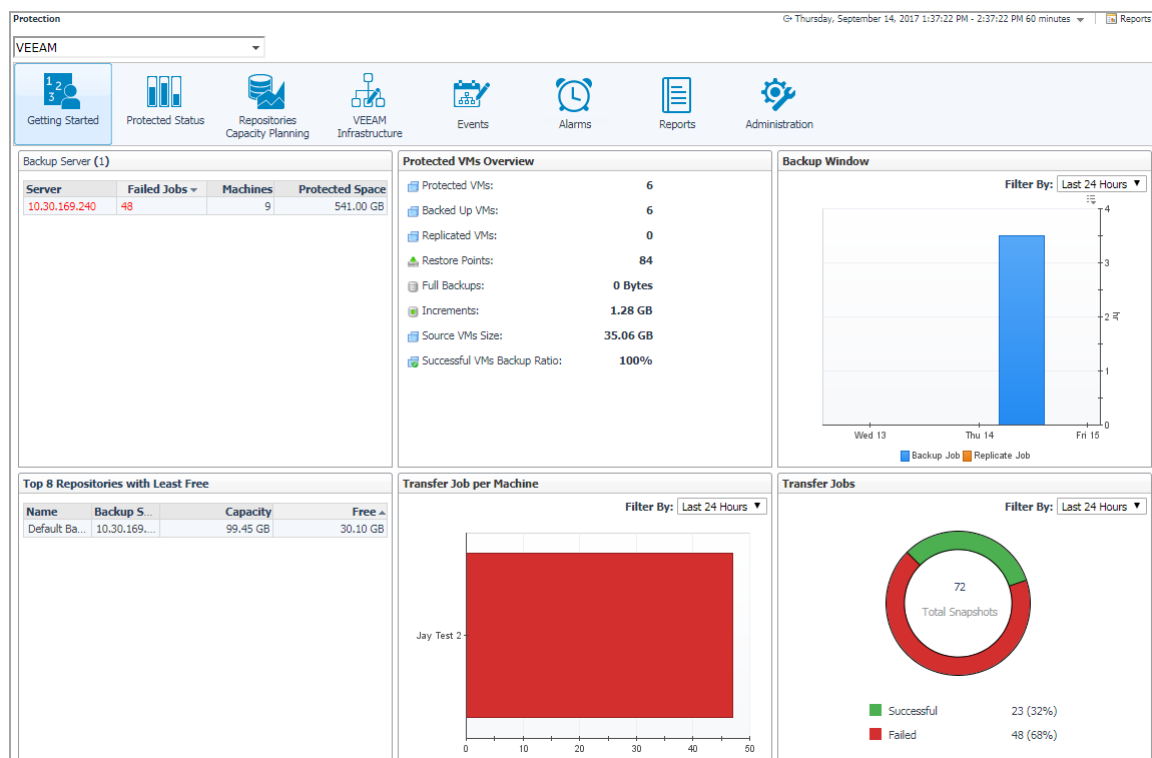 Protection
Thursday, September 14, 2017 1:37:22 PM - 2:37:22 PM 60 minutes
Reports
VEEAM
1 2 3
Getting Started
Protected Status
Repositories
Capacity Planning
VEEAM
Infrastructure
Events
Alarms
Reports
Administration
Backup Server (1)
Server Failed Jobs Machines Protected Space
10.30.169.240 48 9 541.00 GB
Protected VMs Overview
Protected VMs: 6
Backed Up VMs: 6
Replicated VMs: 0
Restore Points: 84
Full Backups: 0 Bytes
Increments: 1.28 GB
Source VMs Size: 35.06 GB
Successful VMs Backup Ratio: 100%
Backup Window
Filter By: Last 24 Hours
4
3
2
1
0
Wed 13 Thu 14 Fri 15
Backup Job Replicate Job
Top 8 Repositories with Least Free
Name Backup S... Capacity Free
Default Ba... 10.30.169.... 99.45 GB 30.10 GB
Transfer Job per Machine
Filter By: Last 24 Hours
Jay Test 2
0 10 20 30 40 50
Transfer Jobs
Filter By: Last 24 Hours
72
Total Snapshots
Successful 23 (32%)
Failed 48 (68%)